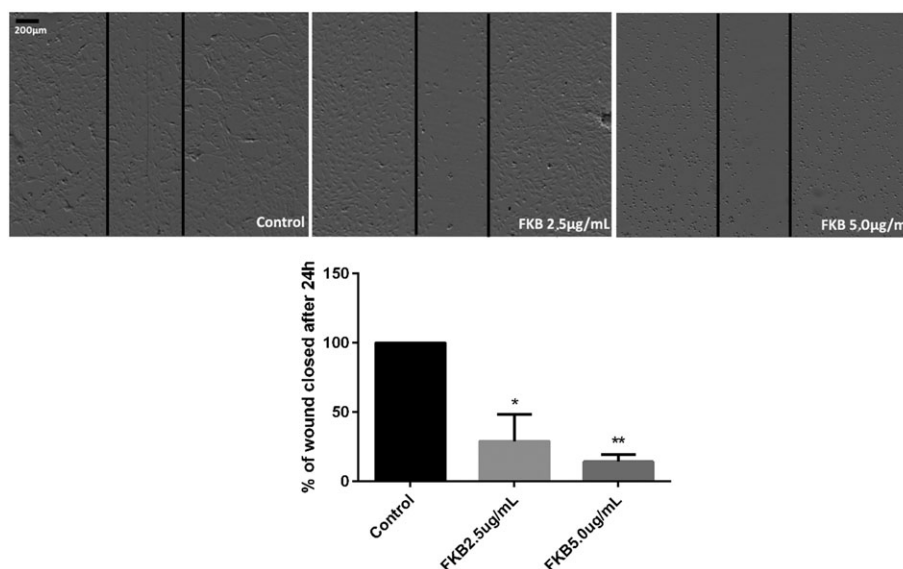 200µm
Control
FKB 2,5µg/mL
FKB 5,0µg/m
% of wound closed after 24h
150
100
50
0
*
**
Control
FKB2.5ug/mL
FKB5.0ug/mL